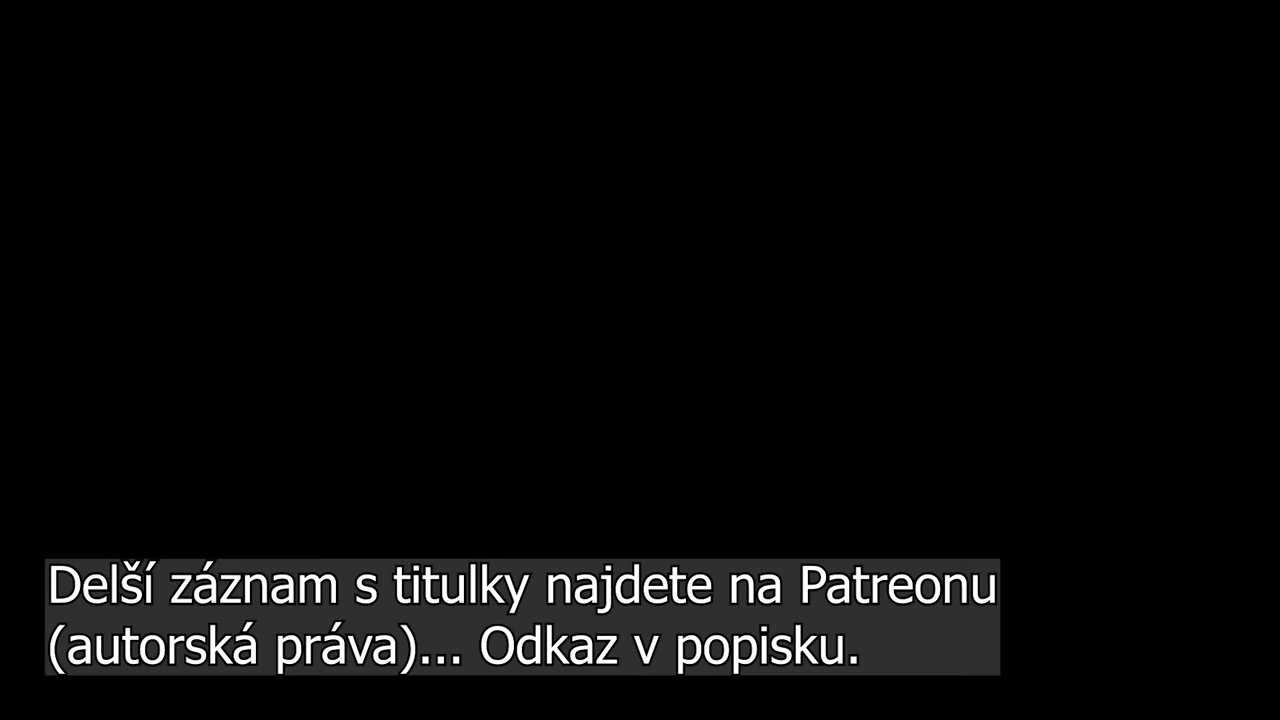 Delší záznam s titulky najdete na Patreonu
(autorská práva)... Odkaz v popisku.